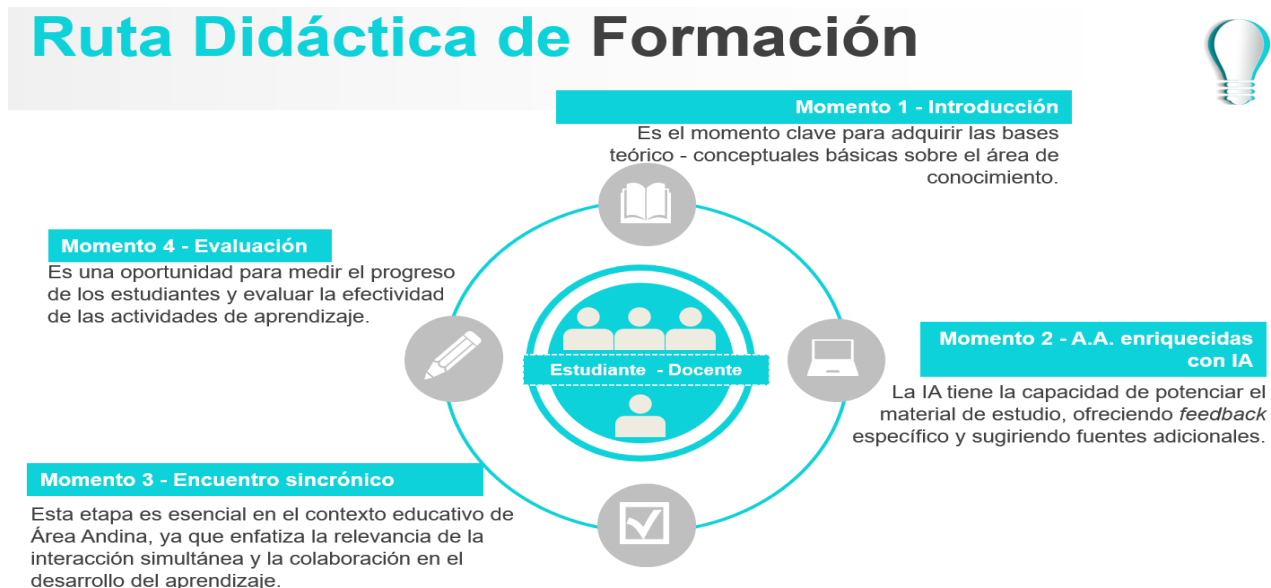 Ruta Didáctica de Formación
Momento 1 - Introducción
Es el momento clave para adquirir las bases
teórico - conceptuales básicas sobre el área de
conocimiento.
Momento 4 - Evaluación
Es una oportunidad para medir el progreso
de los estudiantes y evaluar la efectividad
de las actividades de aprendizaje.
Estudiante - Docente
Momento 2 - A.A. enriquecidas
con IA
La IA tiene la capacidad de potenciar el
material de estudio, ofreciendo feedback
específico y sugiriendo fuentes adicionales.
Momento 3 - Encuentro sincrónico
Esta etapa es esencial en el contexto educativo de
Área Andina, ya que enfatiza la relevancia de la
interacción simultánea y la colaboración en el
desarrollo del aprendizaje.